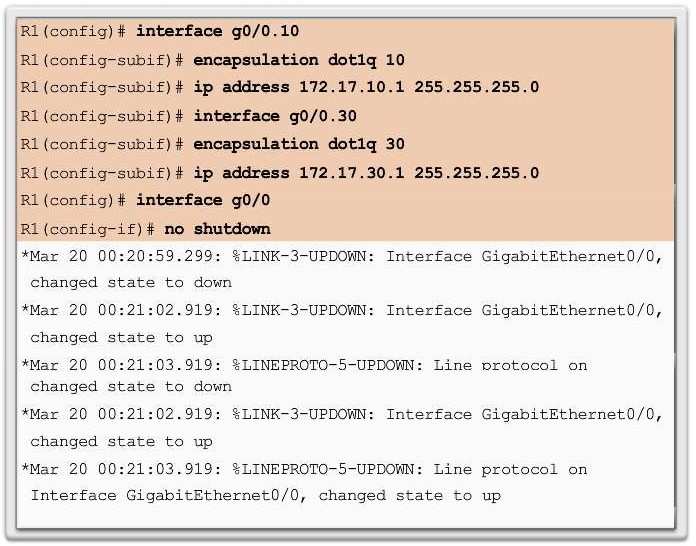 R1(config)# interface g0/0.10
R1(config-subif)# encapsulation dot1q 10
R1(config-subif)# ip address 172.17.10.1 255.255.255.0
R1(config-subif)# interface g0/0.30
R1(config-subif)# encapsulation dot1q 30
R1(config-subif)# ip address 172.17.30.1 255.255.255.0
R1(config)# interface g0/0
R1(config-if)# no shutdown
*Mar 20 00:20:59.299: %LINK-3-UPDOWN: Interface GigabitEthernet0/0,
changed state to down
*Mar 20 00:21:02.919: %LINK-3-UPDOWN: Interface GigabitEthernet0/0,
changed state to up
*Mar 20 00:21:03.919: %LINEPROTO-5-UPDOWN: Line protocol on
changed state to down
*Mar 20 00:21:02.919: %LINK-3-UPDOWN: Interface GigabitEthernet0/0,
changed state to up
*Mar 20 00:21:03.919: %LINEPROTO-5-UPDOWN: Line protocol on
Interface GigabitEthernet0/0, changed state to up